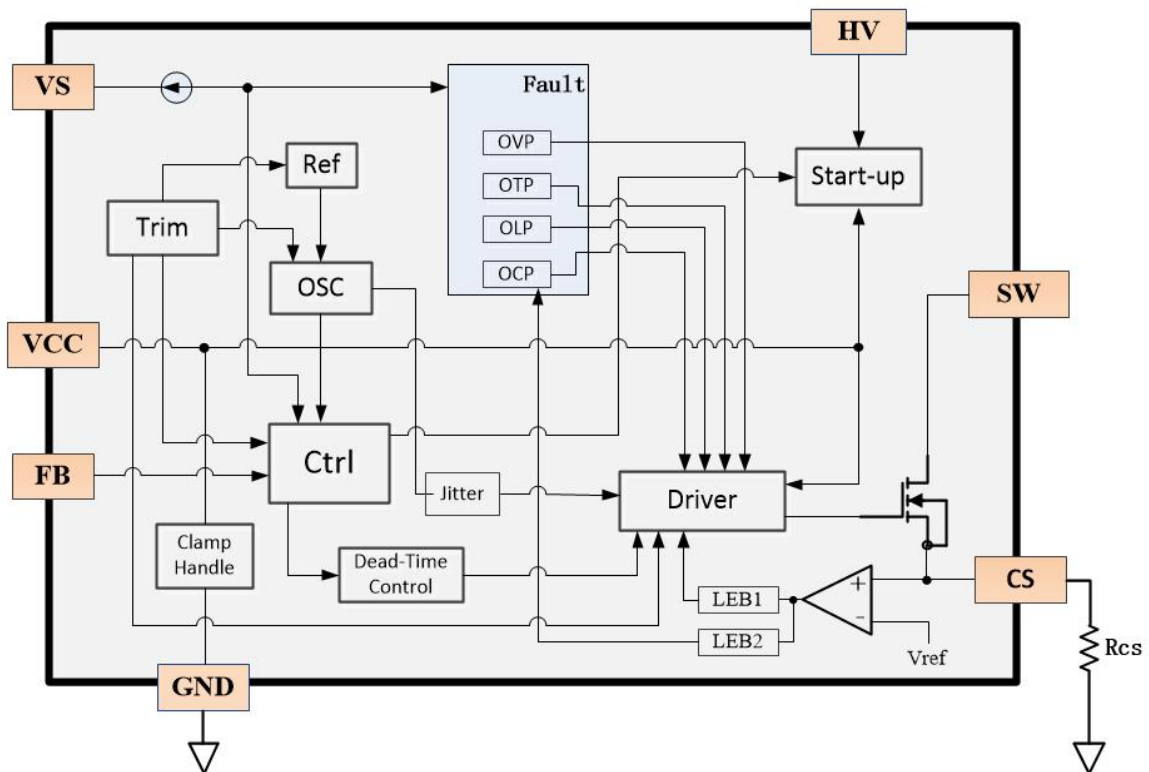 HV
VS
Fault
OVP
Ref
Start-up
OTP
Trim
OLP
OSC
OCP
SW
VCC
Ctrl
FB
Jitter
Driver
Clamp
Handle
Dead-Time
Control
LEB1
+
-
CS
LEB2
Vref
Rcs
GND